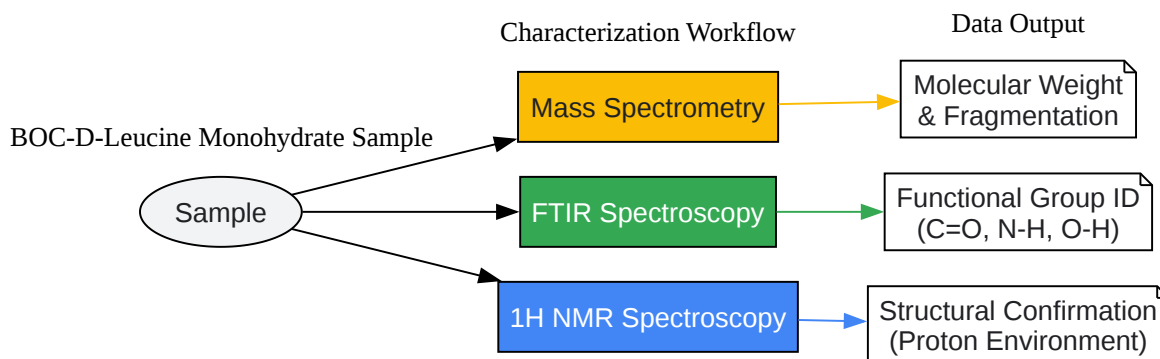 Characterization Workflow
Data Output
BOC-D-Leucine Monohydrate Sample
Sample
Mass Spectrometry
Molecular Weight
& Fragmentation
FTIR Spectroscopy
Functional Group ID
(C=O, N-H, O-H)
1H NMR Spectroscopy
Structural Confirmation
(Proton Environment)